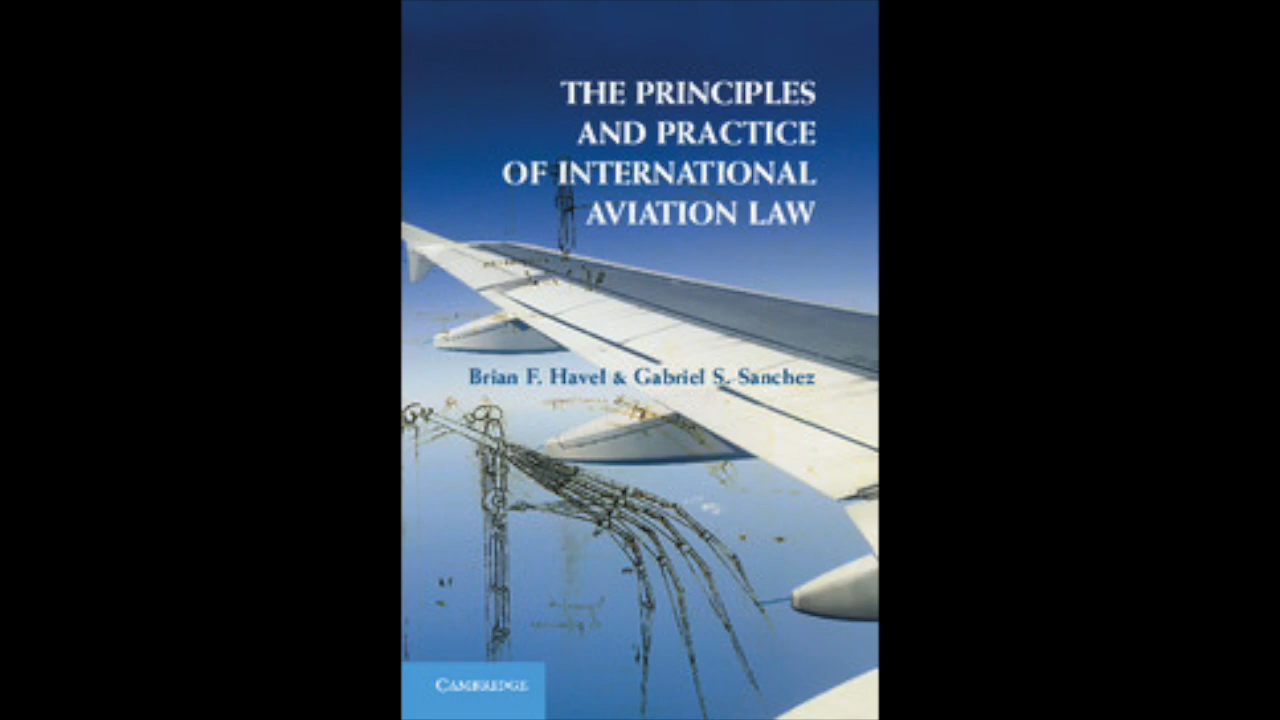 THE PRINCIPLES
AND PRACTICE
OF INTERNATIONAL
AVIATION LAW
Brian F. Havel & Gabriel S. Sanchez
CAMBRIDGE